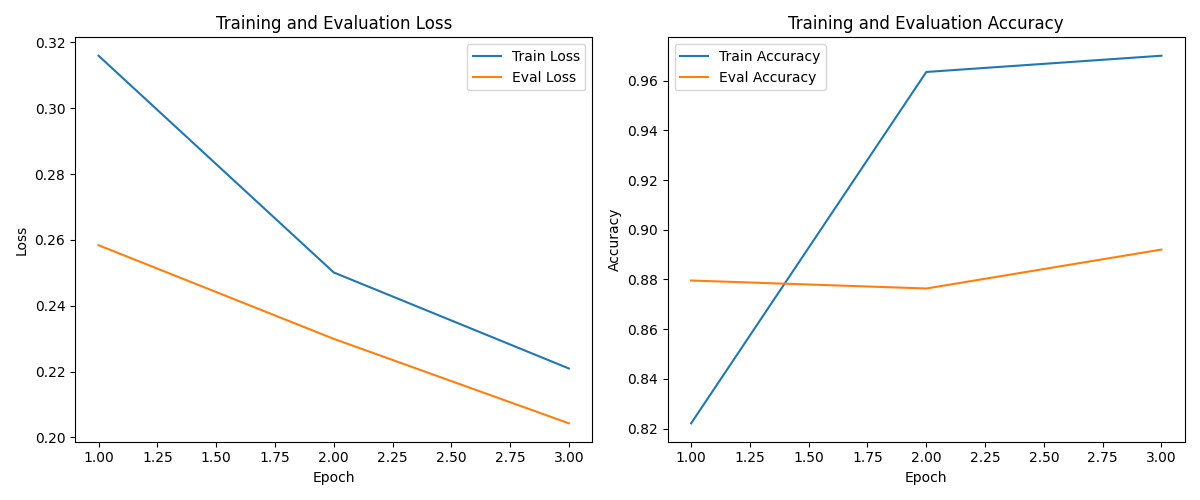 Training and Evaluation Loss
Train Loss
Eval Loss
0.32
0.30
0.28
0.26
0.24
0.22
0.20
Loss
1.00 1.25 1.50 1.75 2.00 2.25 2.50 2.75 3.00
Epoch
Training and Evaluation Accuracy
Train Accuracy
Eval Accuracy
0.96
0.94
0.92
0.90
0.88
0.86
0.84
0.82
Accuracy
1.00 1.25 1.50 1.75 2.00 2.25 2.50 2.75 3.00
Epoch